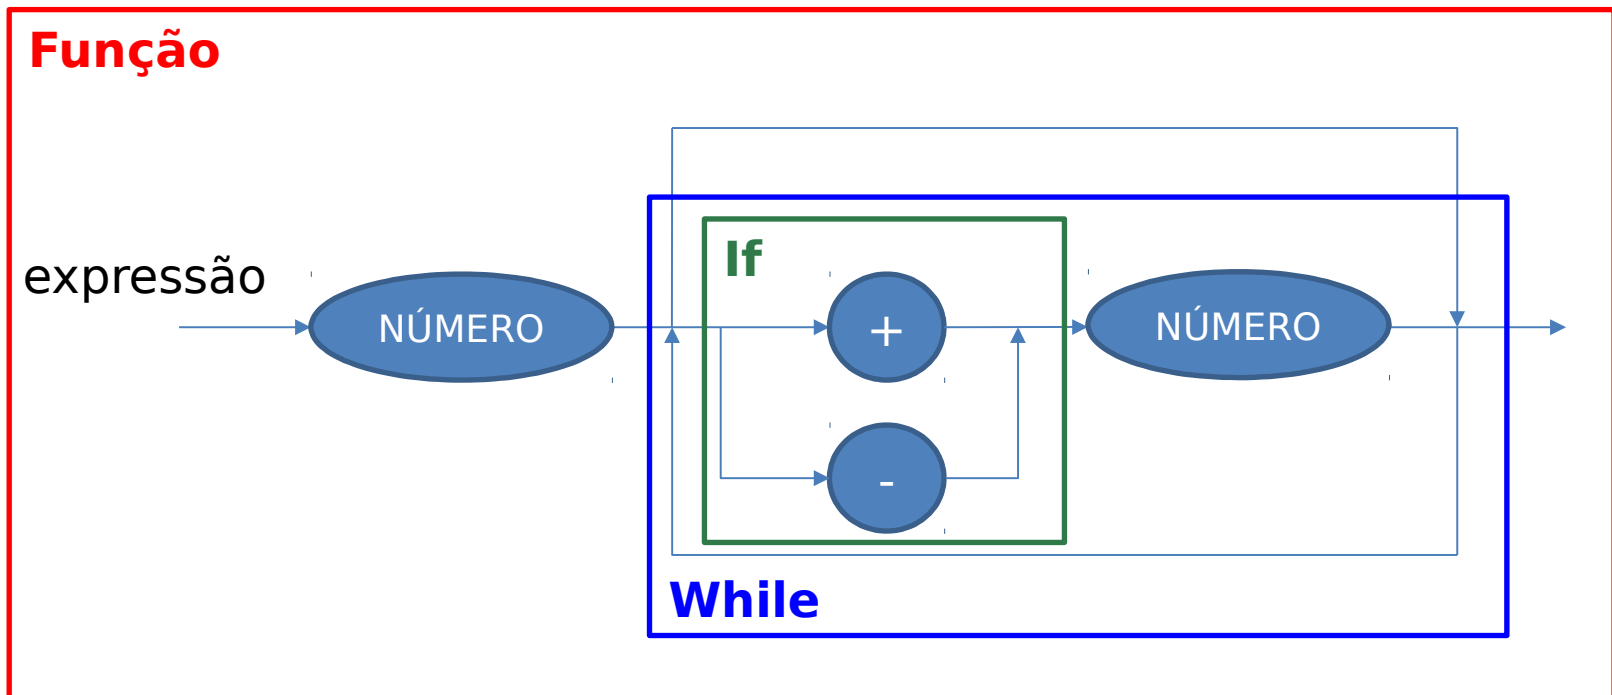 Função
If
expressão
NÚMERO
+
NÚMERO
-
While